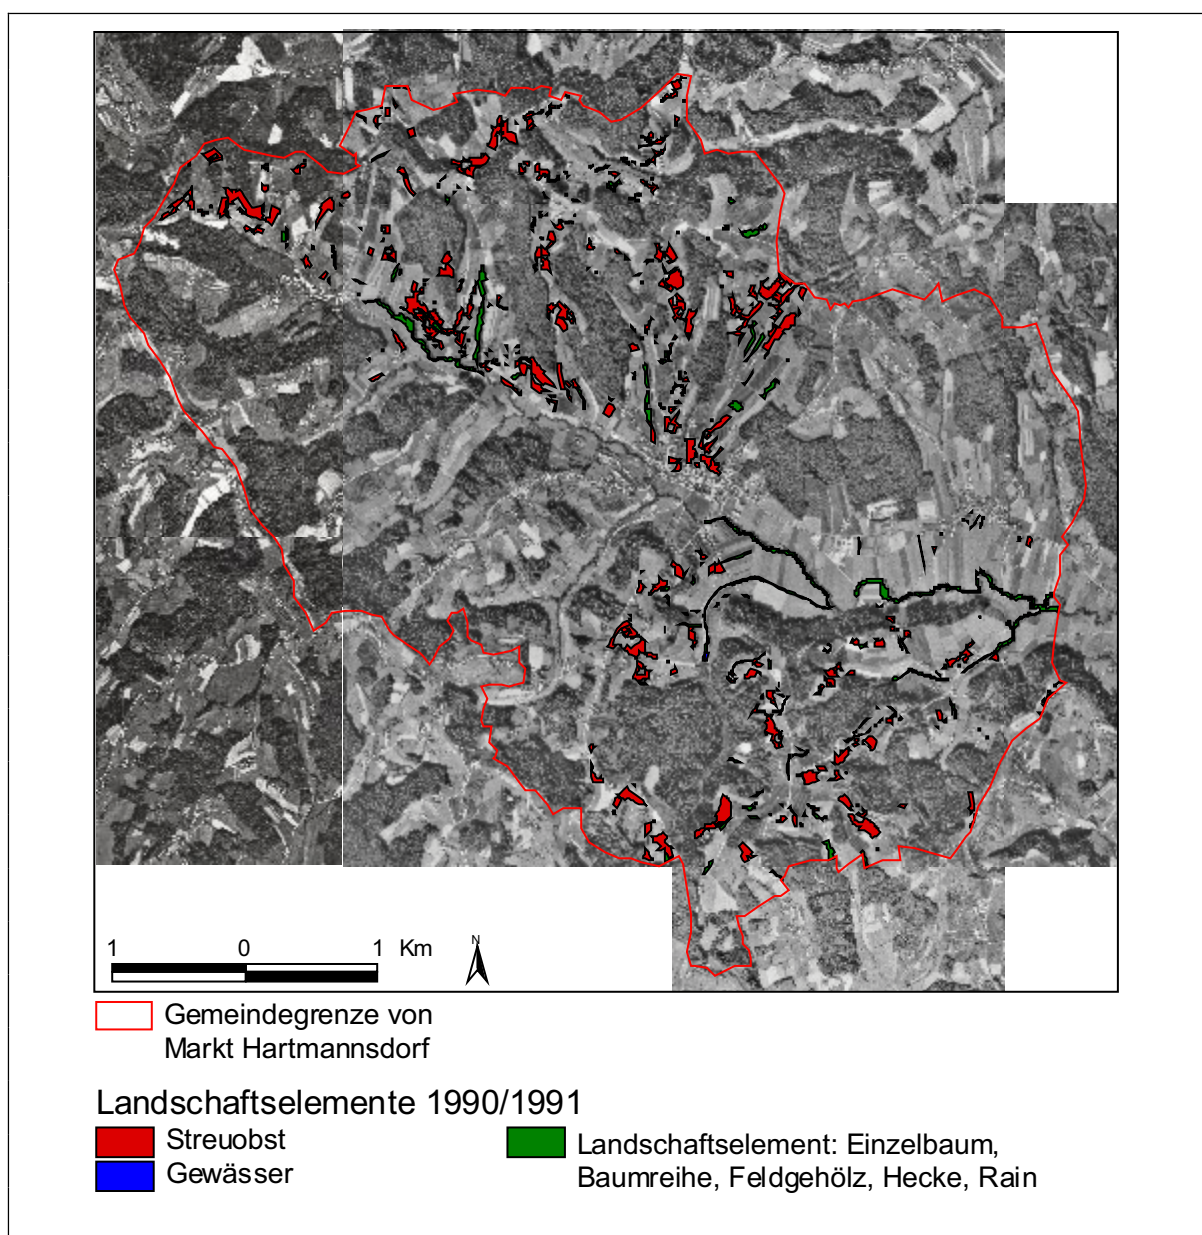 1 0 1 Km
N
Gemeindegrenze von
Markt Hartmannsdorf
Landschaftselemente 1990/1991
Streuobst
Gewässer
Landschaftselement: Einzelbaum,
Baumreihe, Feldgehölz, Hecke, Rain